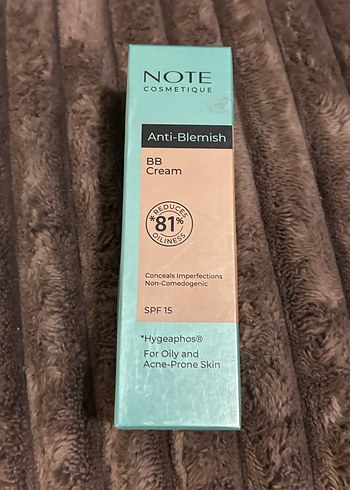 NOTE
COSMETIQUE
Anti-Blemish
BB
Cream
*REDUCES
81%
OILINESS
Conceals Imperfections
Non-Comedogenic
SPF 15
*Hygeaphos®
For Oily and
Acne-Prone Skin